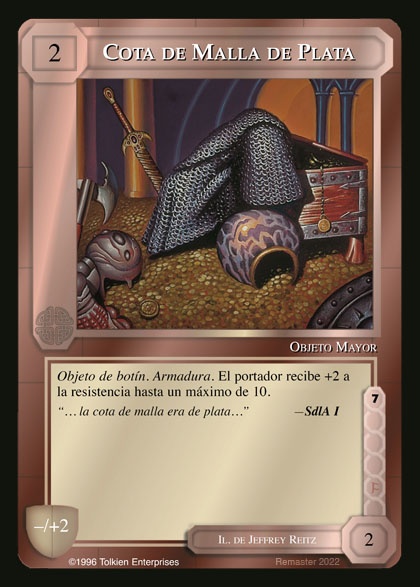 2
COTA DE MALLA DE PLATA
OBJETO MAYOR
Objeto de botín. Armadura. El portador recibe +2 a
la resistencia hasta un máximo de 10.
“… la cota de malla era de plata…” —SdlA I
7
F
–/+2
IL. DE JEFFREY REITZ
2
©1996 Tolkien Enterprises
Remaster 2022